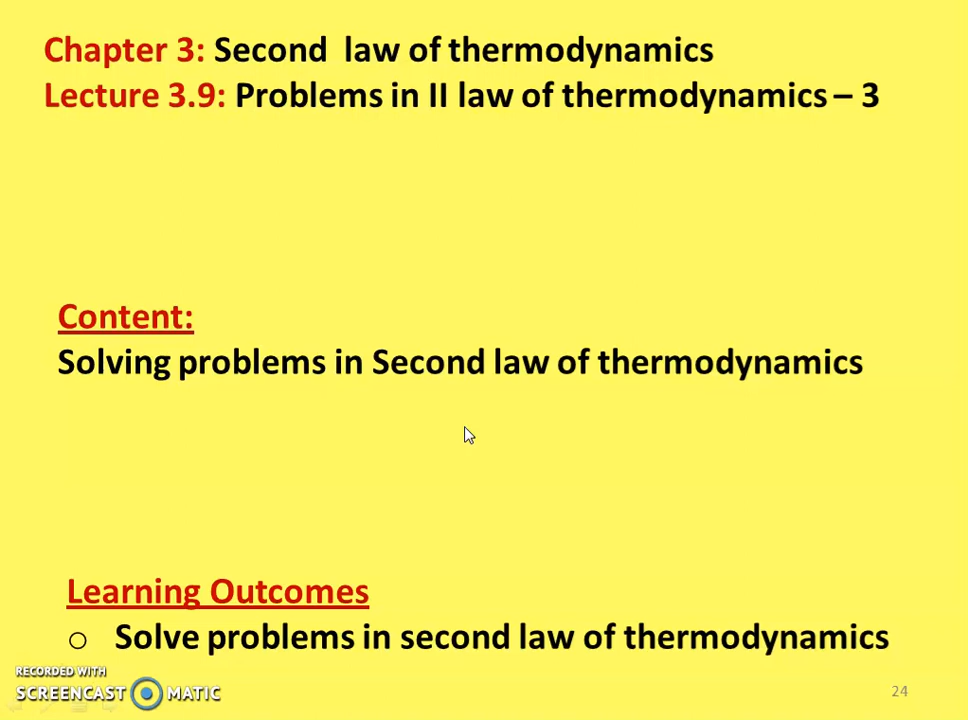 Chapter 3: Second law of thermodynamics
Lecture 3.9: Problems in II law of thermodynamics – 3
Content:
Solving problems in Second law of thermodynamics
Learning Outcomes
o Solve problems in second law of thermodynamics
RECORDED WITH
SCREENCAST MATIC
24